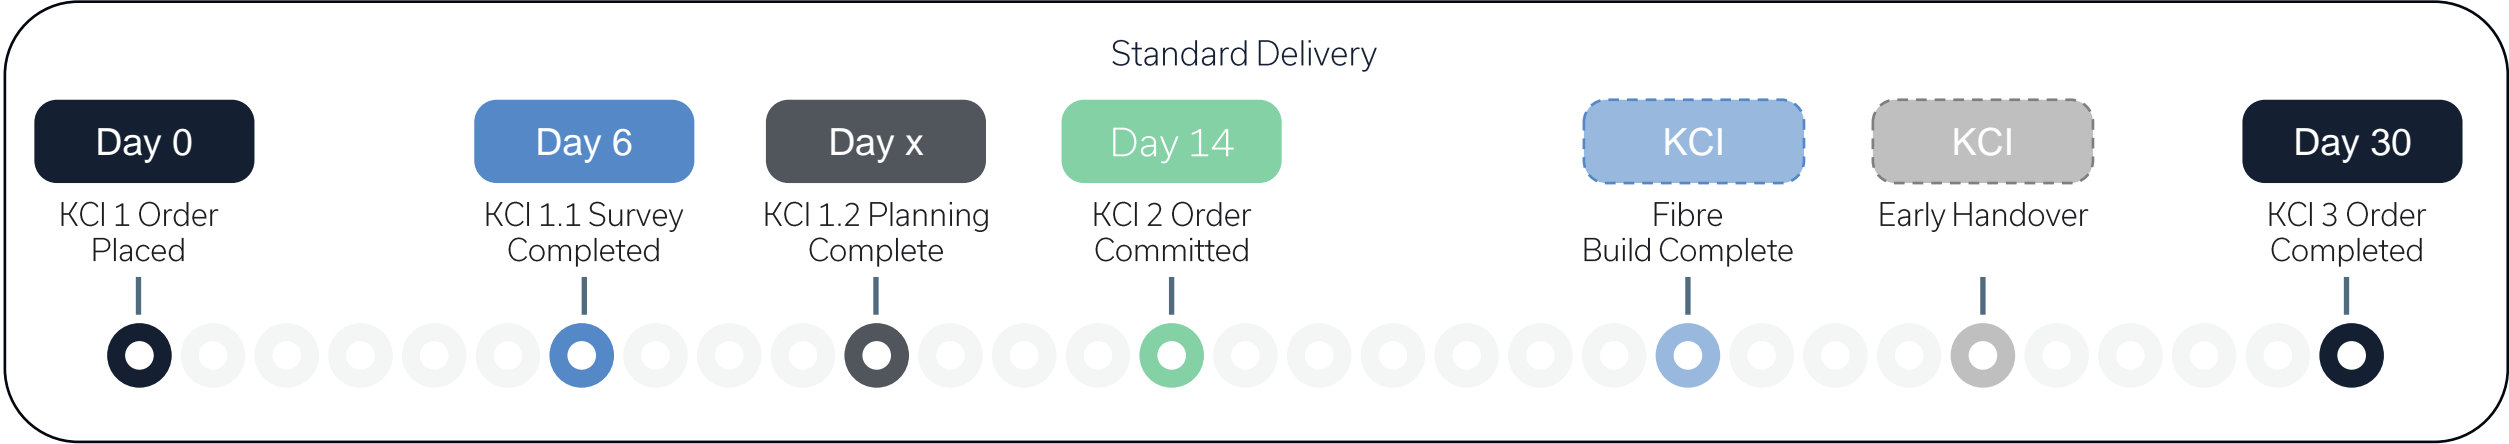 Standard Delivery
Day 0
KCI 1 Order
Placed
Day 6
KCI 1.1 Survey
Completed
Day x
KCI 1.2 Planning
Complete
Day 14
KCI 2 Order
Committed
KCI
Fibre
Build Complete
KCI
Early Handover
Day 30
KCI 3 Order
Completed